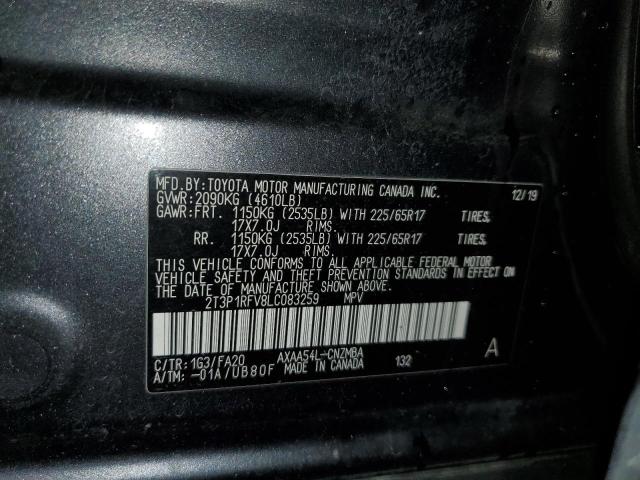 MFD.BY:TOYOTA MOTOR MANUFACTURING CANADA INC. 12/19
GVWR:2090KG (4610LB)
GAWR:FRT. 1150KG (2535LB) WITH 225/65R17 TIRES,
17X7.0J RIMS.
RR. 1150KG (2535LB) WITH 225/65R17 TIRES,
17X7.0J RIMS.
THIS VEHICLE CONFORMS TO ALL APPLICABLE FEDERAL MOTOR
VEHICLE SAFETY AND THEFT PREVENTION STANDARDS IN EFFECT ON
THE DATE OF MANUFACTURE SHOWN ABOVE.
2T3P1RFV8LC083259 MPV
C/TR:1G3/FA20 AXAA54L-CNZMBA 132 A
A/TM:-01A/UB80F MADE IN CANADA